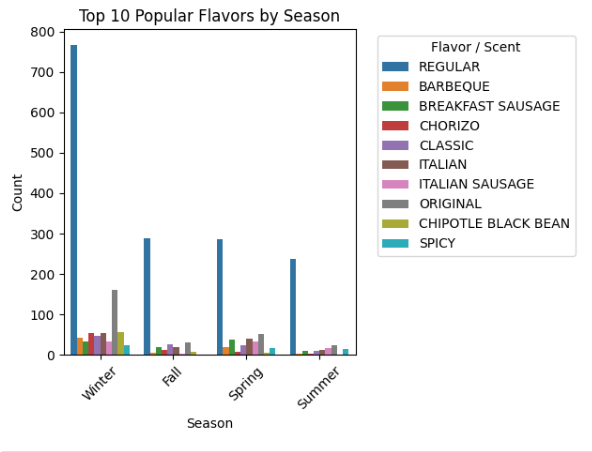 Top 10 Popular Flavors by Season
800
700
600
500
400
300
200
100
0
Count
Winter
Fall
Spring
Summer
Season
Flavor / Scent
REGULAR
BARBEQUE
BREAKFAST SAUSAGE
CHORIZO
CLASSIC
ITALIAN
ITALIAN SAUSAGE
ORIGINAL
CHIPOTLE BLACK BEAN
SPICY